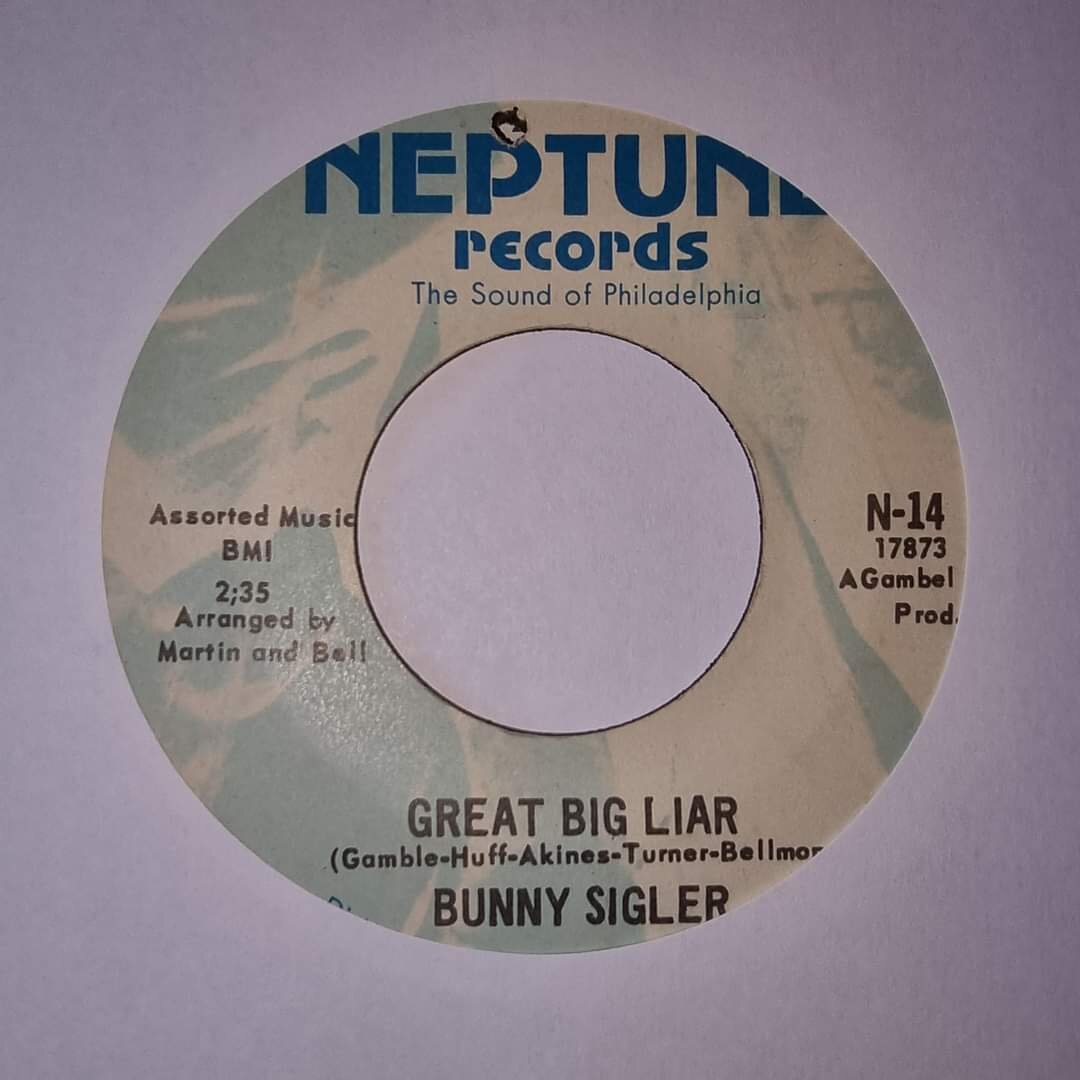 NEPTUNE
records
The Sound of Philadelphia
Assorted Music
BMI
2;35
Arranged by
Martin and Bell
N-14
17873
AGambel
Prod.
GREAT BIG LIAR
(Gamble-Huff-Akines-Turner-Bellmon
BUNNY SIGLER